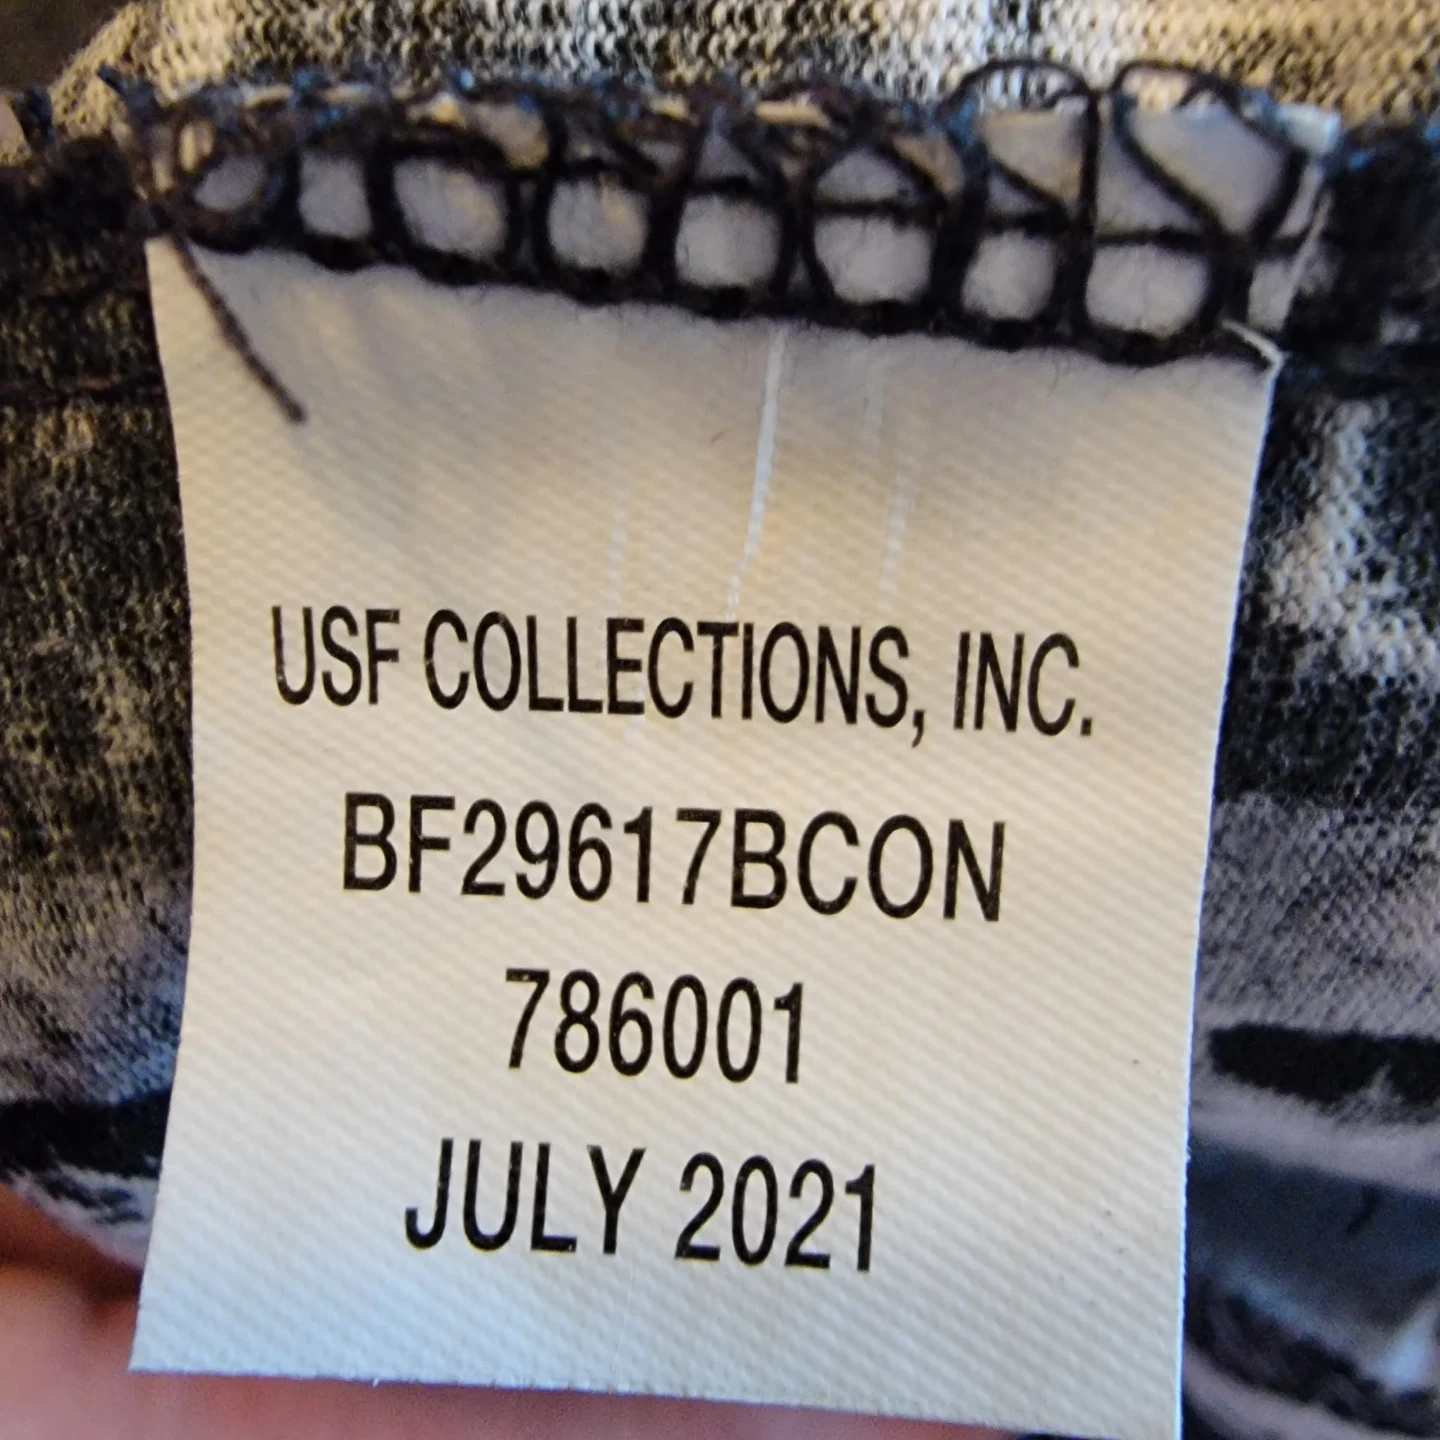 USF COLLECTIONS, INC.
BF29617BCON
786001
JULY 2021